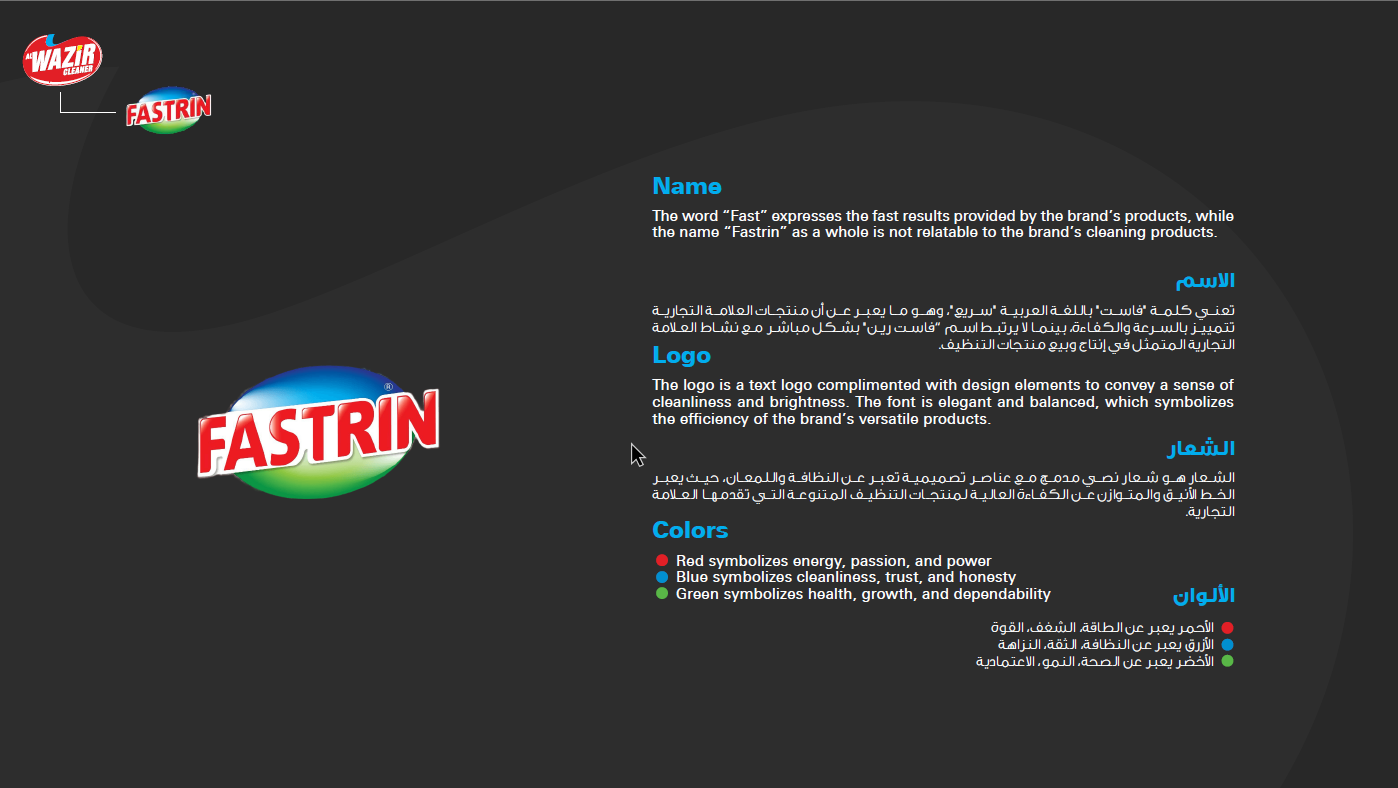 AL
WAZIR
CLEANER
FASTRIN
Name
The word “Fast” expresses the fast results provided by the brand’s products, while
the name “Fastrin” as a whole is not relatable to the brand’s cleaning products.
الاسم
تعني كلمة "فاست" باللغة العربية "سريع"، وهو ما يعبر عن أن منتجات العلامة التجارية
تتمييز بالسرعة والكفاءة، بينما لا يرتبط اسم "فاست رين" بشكل مباشر مع نشاط العلامة
التجارية المتمثل في إنتاج وبيع منتجات التنظيف.
Logo
The logo is a text logo complimented with design elements to convey a sense of
cleanliness and brightness. The font is elegant and balanced, which symbolizes
the efficiency of the brand’s versatile products.
الشعار
الشعار هو شعار نصي مدمج مع عناصر تصميمية تعبر عن النظافة واللمعان، حيث يعبر
الخط الأنيق والمتوازن عن الكفاءة العالية لمنتجات التنظيف المتنوعة التي تقدمها العلامة
التجارية.
Colors
Red symbolizes energy, passion, and power
Blue symbolizes cleanliness, trust, and honesty
Green symbolizes health, growth, and dependability
الألوان
الأحمر يعبر عن الطاقة، الشغف، القوة
الأزرق يعبر عن النظافة، الثقة، النزاهة
الأخضر يعبر عن الصحة، النمو، الاعتمادية
FASTRIN
®